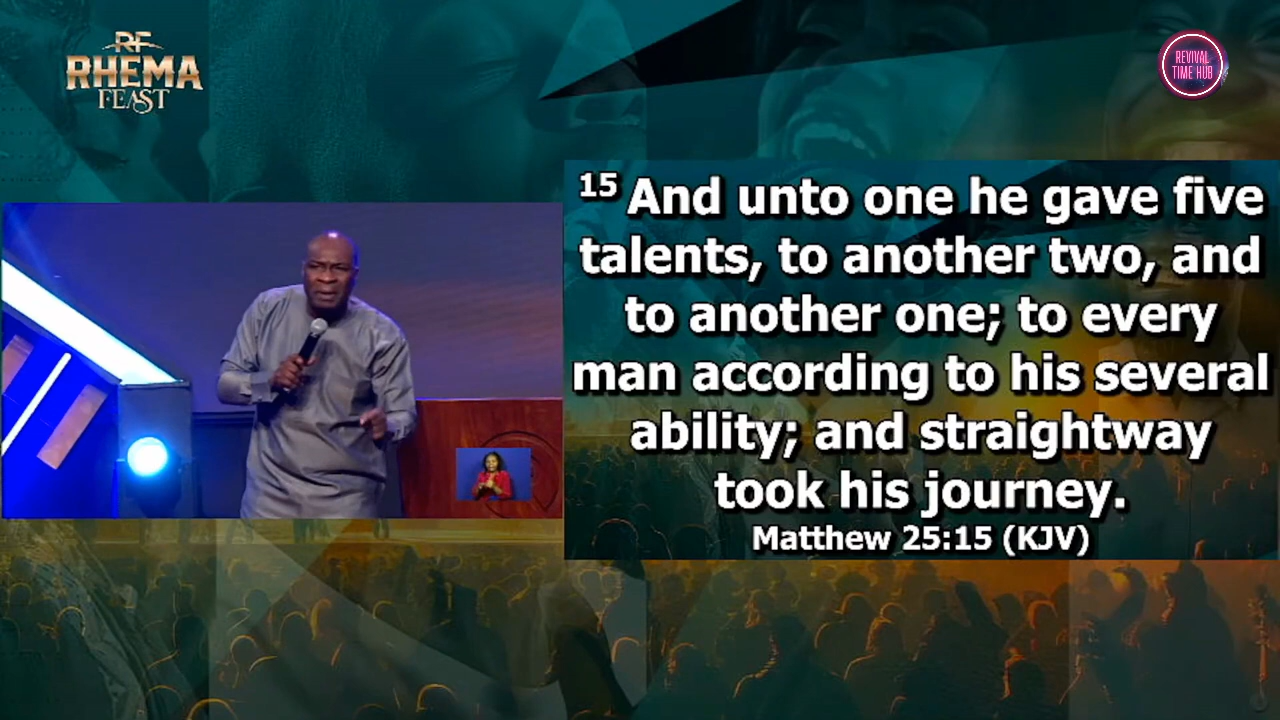 RF
RHEMA
FEAST
REVIVAL
TIME HUB
15 And unto one he gave five
talents, to another two, and
to another one; to every
man according to his several
ability; and straightway
took his journey.
Matthew 25:15 (KJV)